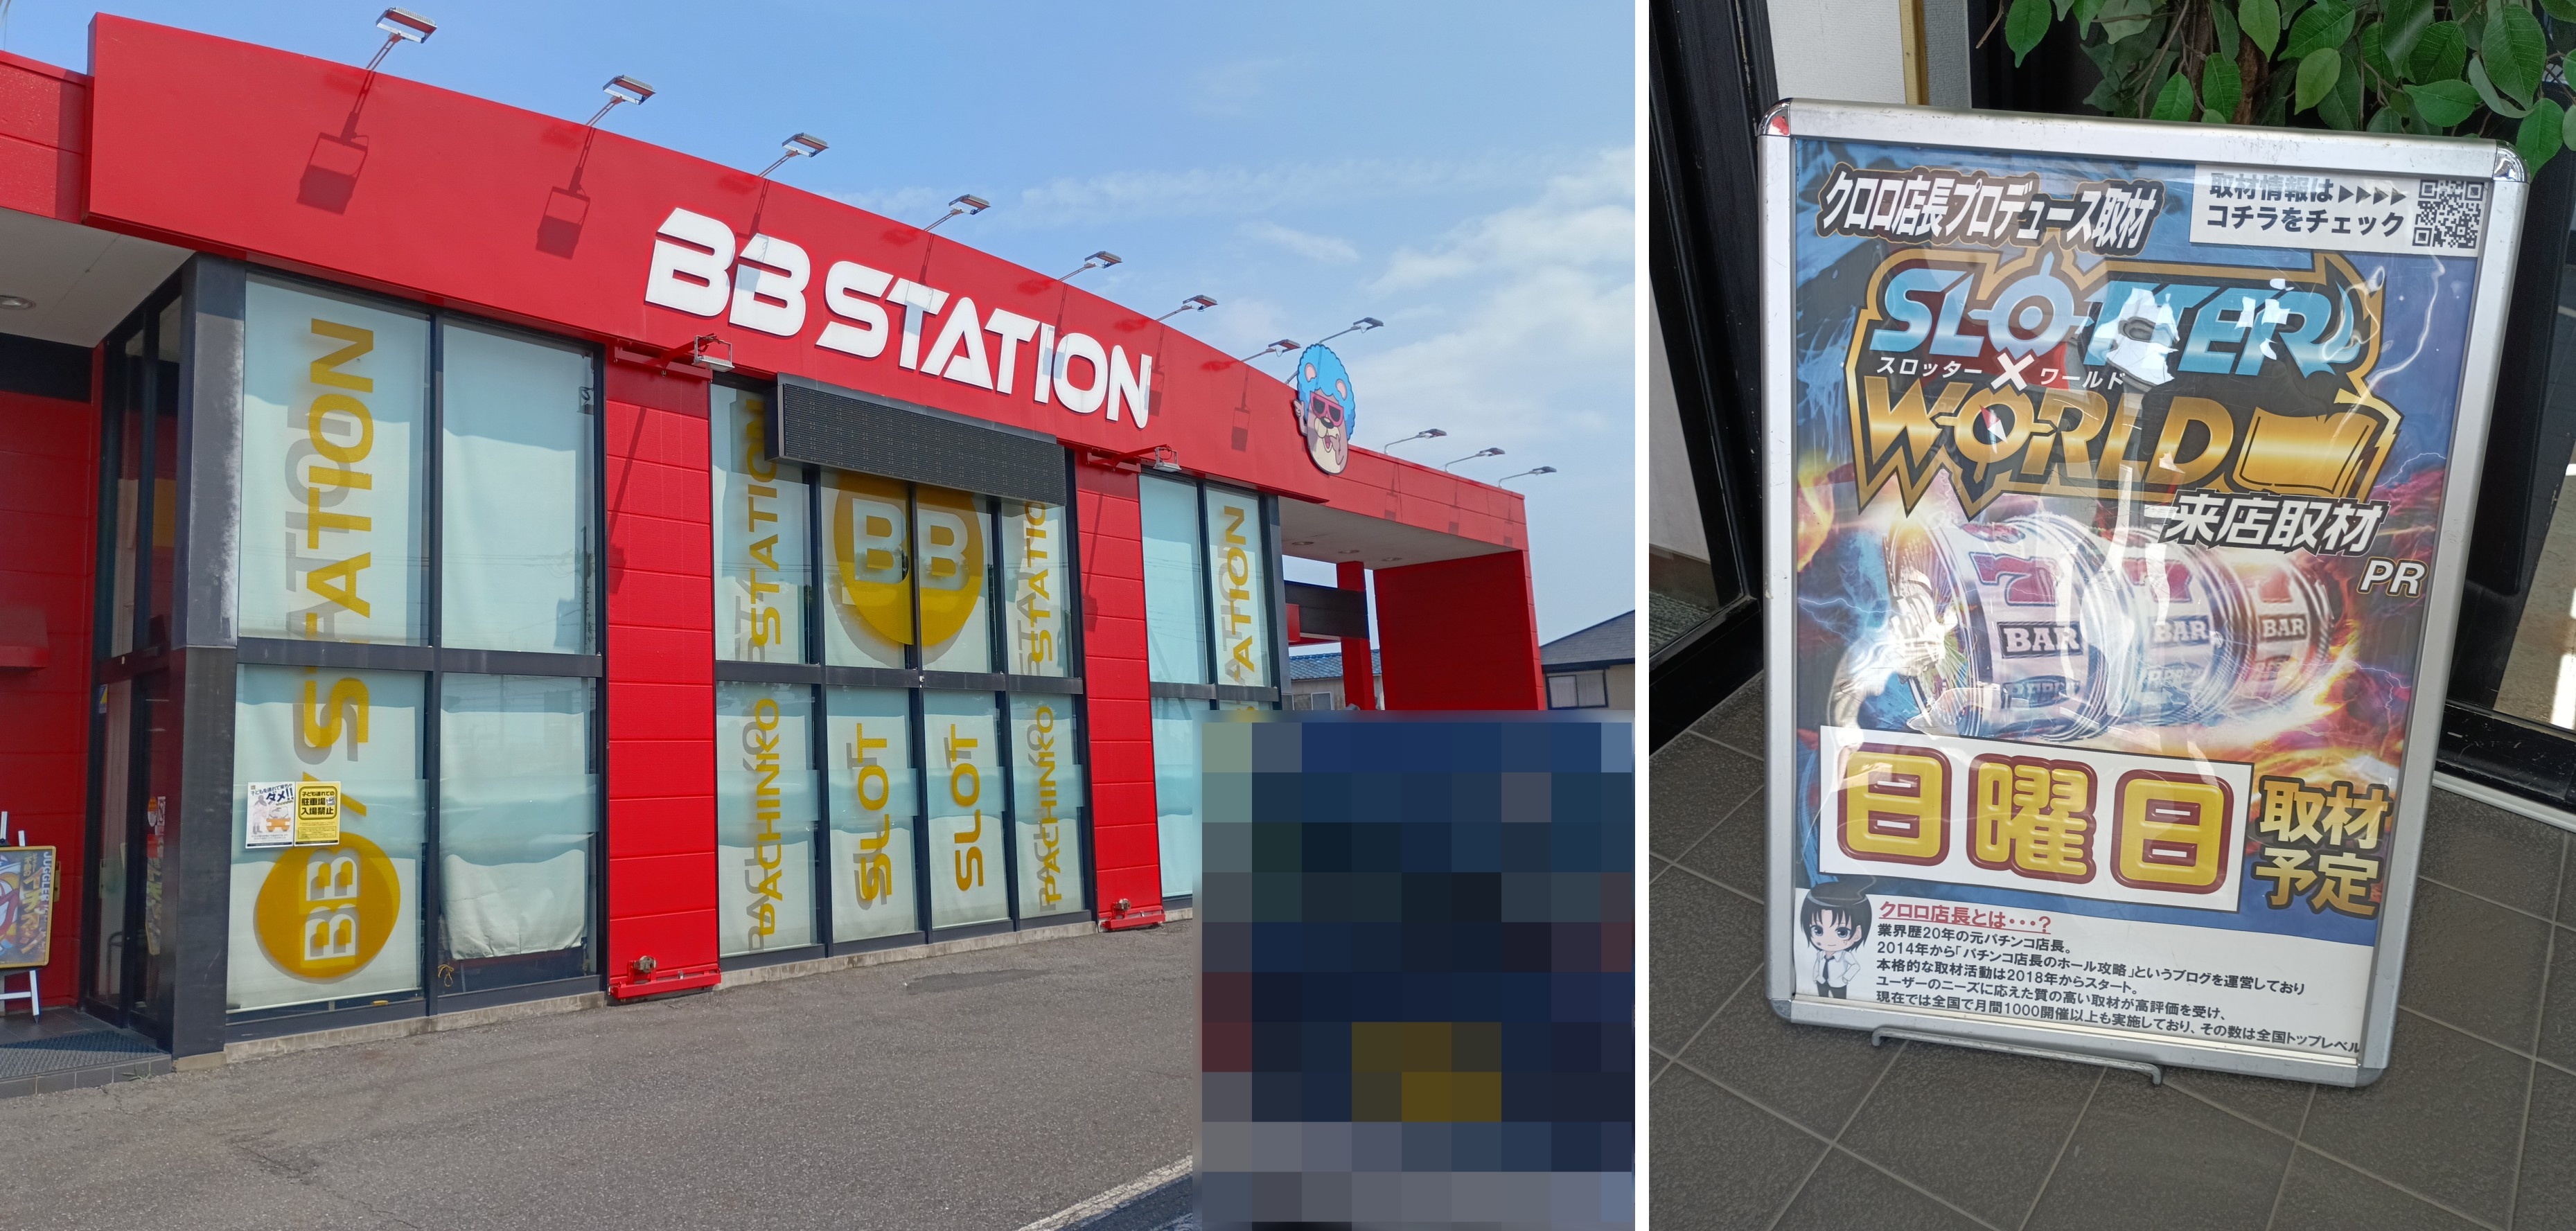 BB STATION
BB STATION
PACHINKO STATION
BB
SLOT
SLOT
PACHINKO STATION
STATION
ダメ!!
子ども連れての
駐車場
入場禁止
クロロ店長プロデュース取材
取材情報は▶▶▶▶
コチラをチェック
SLOTTER
スロッター×ワールド
WORLD
来店取材
PR
7 7 7
BAR BAR BAR
日曜日
取材
予定
クロロ店長とは・・・?
業界歴20年の元パチンコ店長。
2014年から「パチンコ店長のホール攻略」というブログを運営しており
本格的な取材活動は2018年からスタート。
ユーザーのニーズに応えた質の高い取材が高評価を受け、
現在では全国で月間1000開催以上も実施しており、その数は全国トップレベル